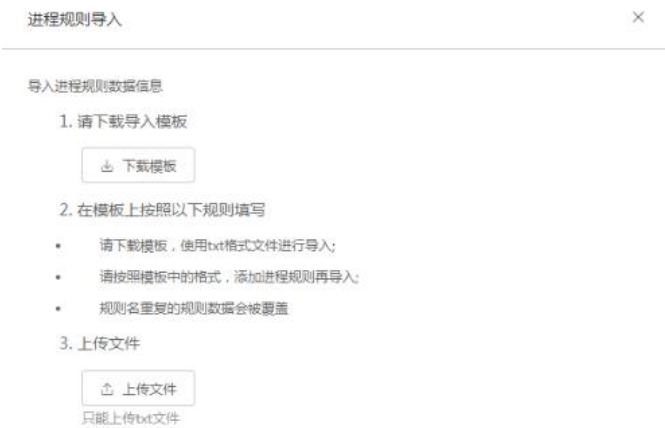 进程规则导入
导入进程规则数据信息
1. 请下载导入模板
下载模板
2. 在模板上按照以下规则填写
• 请下载模板，使用txt格式文件进行导入;
• 请按照模板中的格式，添加进程规则再导入;
• 规则名重复的规则数据会被覆盖
3. 上传文件
上传文件
只能上传txt文件